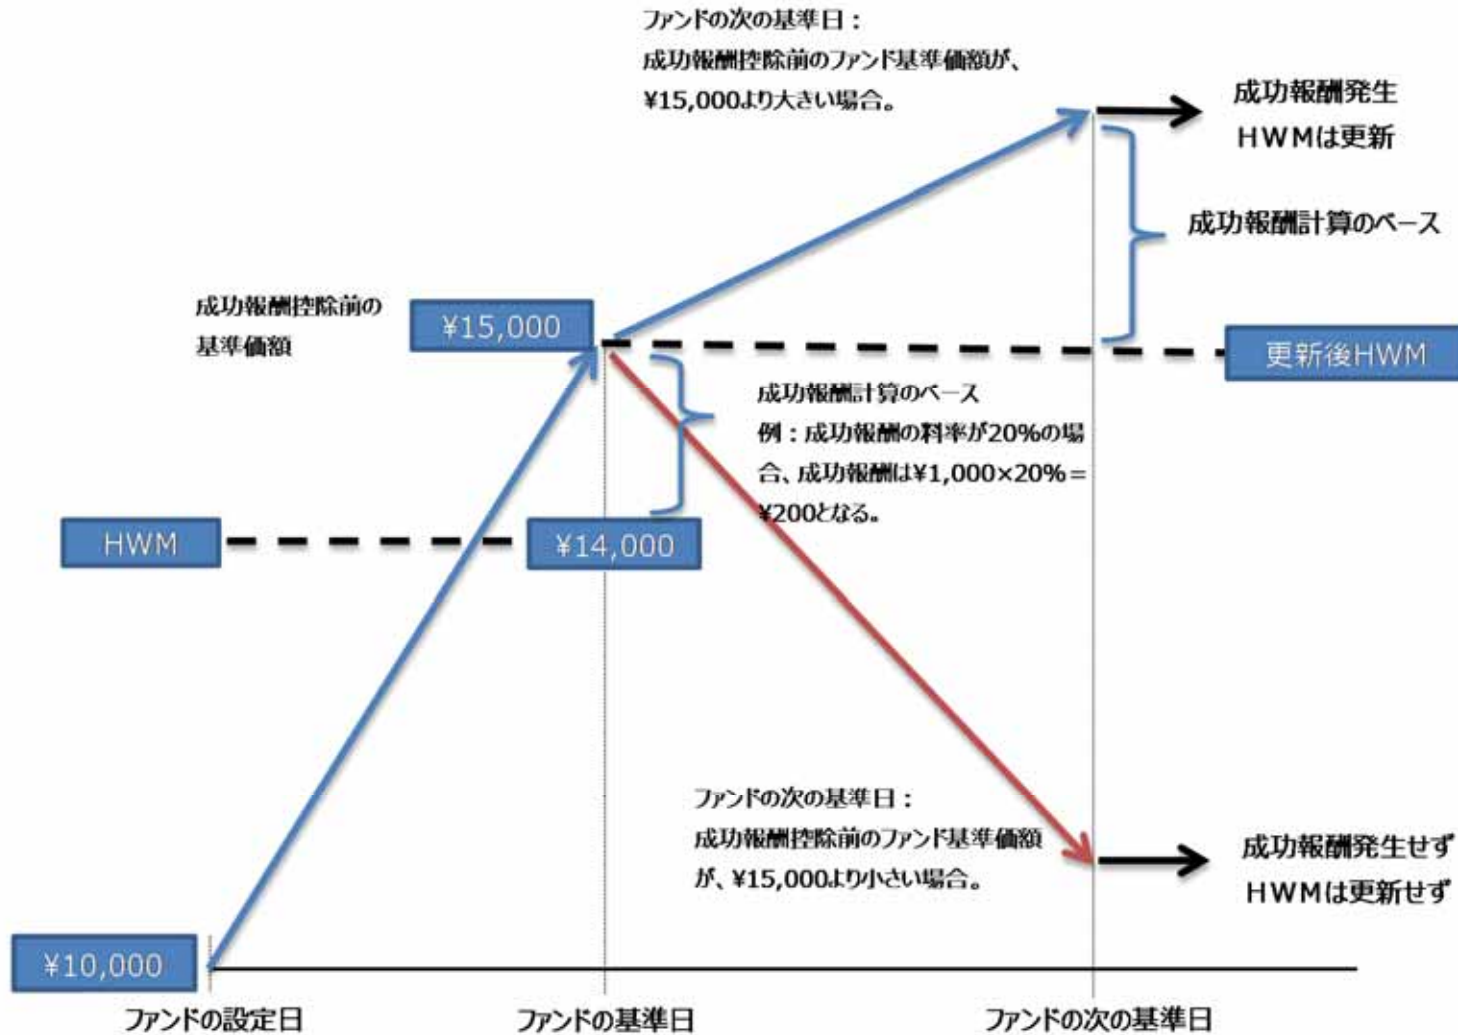 ファンドの次の基準日：
成功報酬控除前のファンド基準価額が、
¥15,000より大きい場合。
成功報酬発生
ＨＷＭは更新
成功報酬計算のベース
成功報酬控除前の
基準価額
¥15,000
更新後HWM
成功報酬計算のベース
例：成功報酬の料率が20%の場
合、成功報酬は¥1,000×20%＝
¥200となる。
HWM
¥14,000
ファンドの次の基準日：
成功報酬控除前のファンド基準価額
が、¥15,000より小さい場合。
成功報酬発生せず
ＨＷＭは更新せず
¥10,000
ファンドの設定日
ファンドの基準日
ファンドの次の基準日